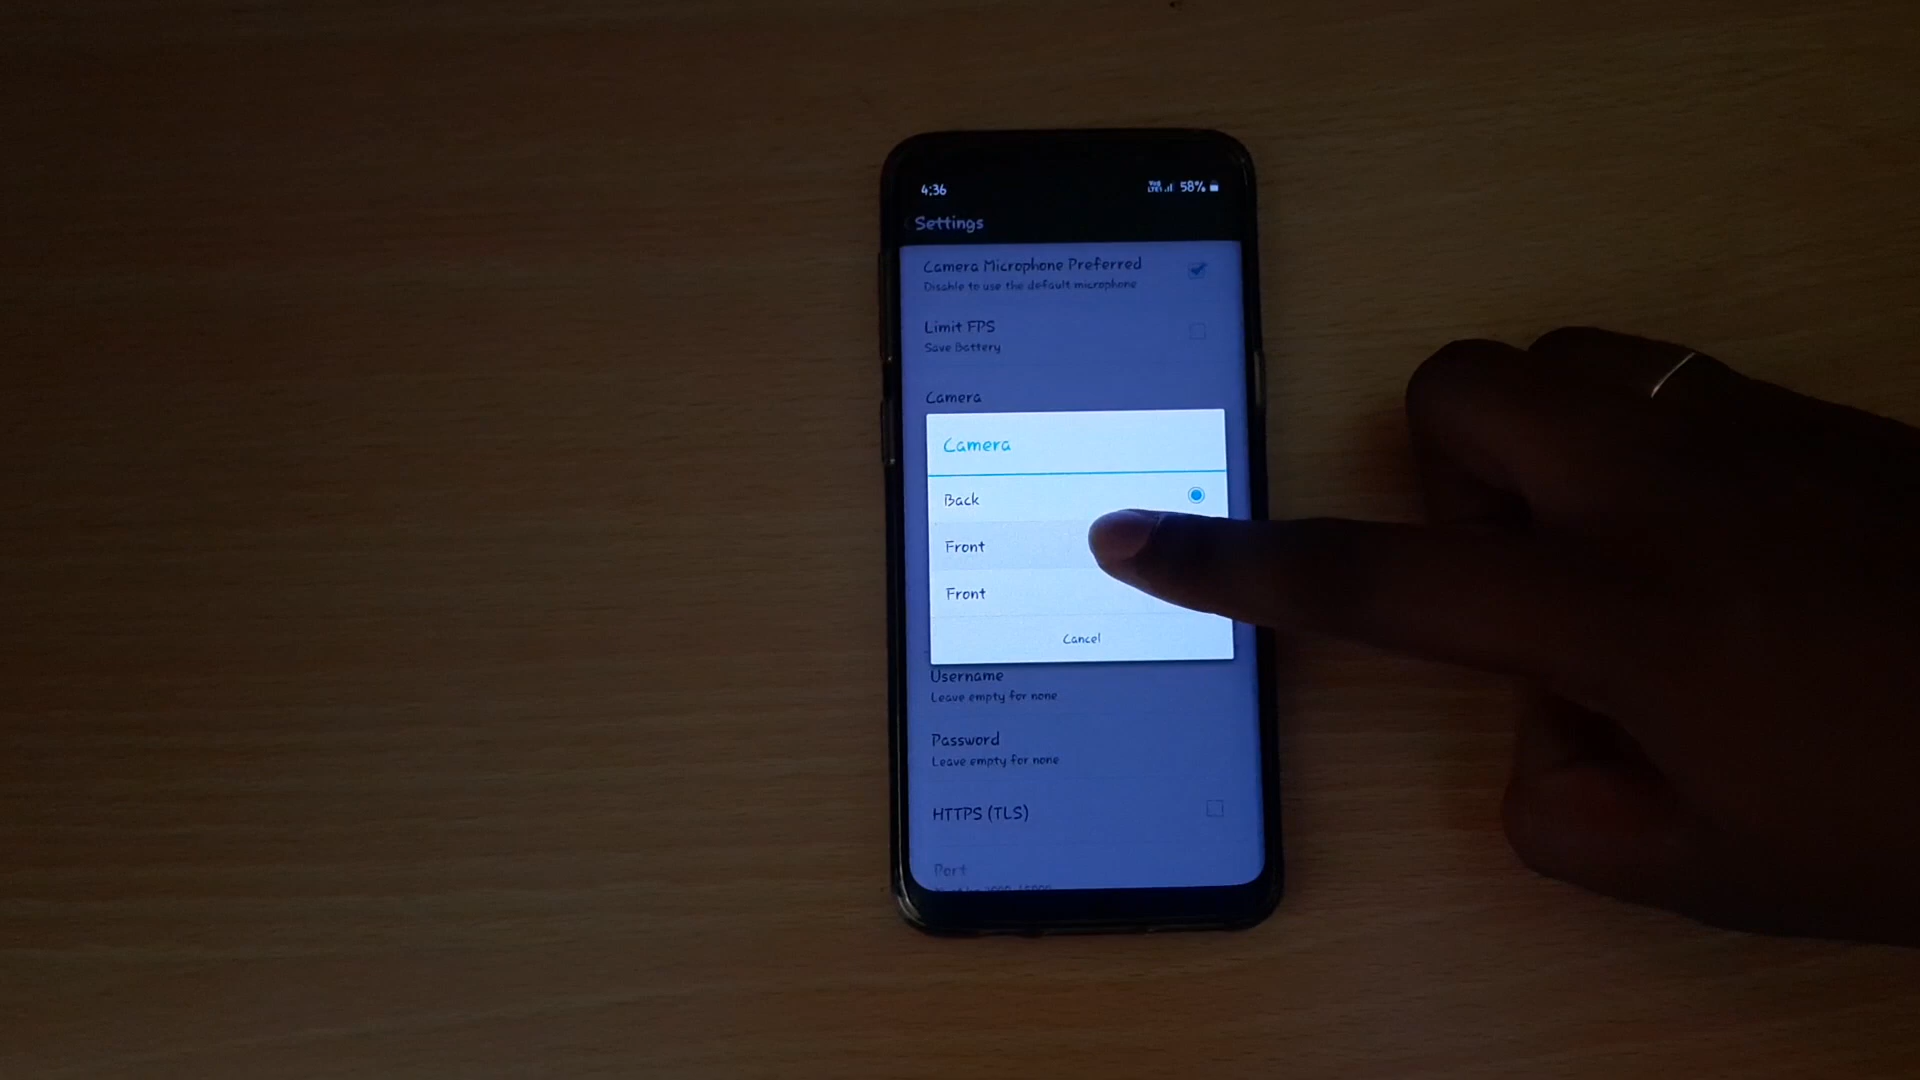 4:36
58%
Settings
Camera Microphone Preferred
Disable to use the default microphone
Limit FPS
Save Battery
Camera
Camera
Back
Front
Front
Cancel
Username
Leave empty for none
Password
Leave empty for none
HTTPS (TLS)
Port